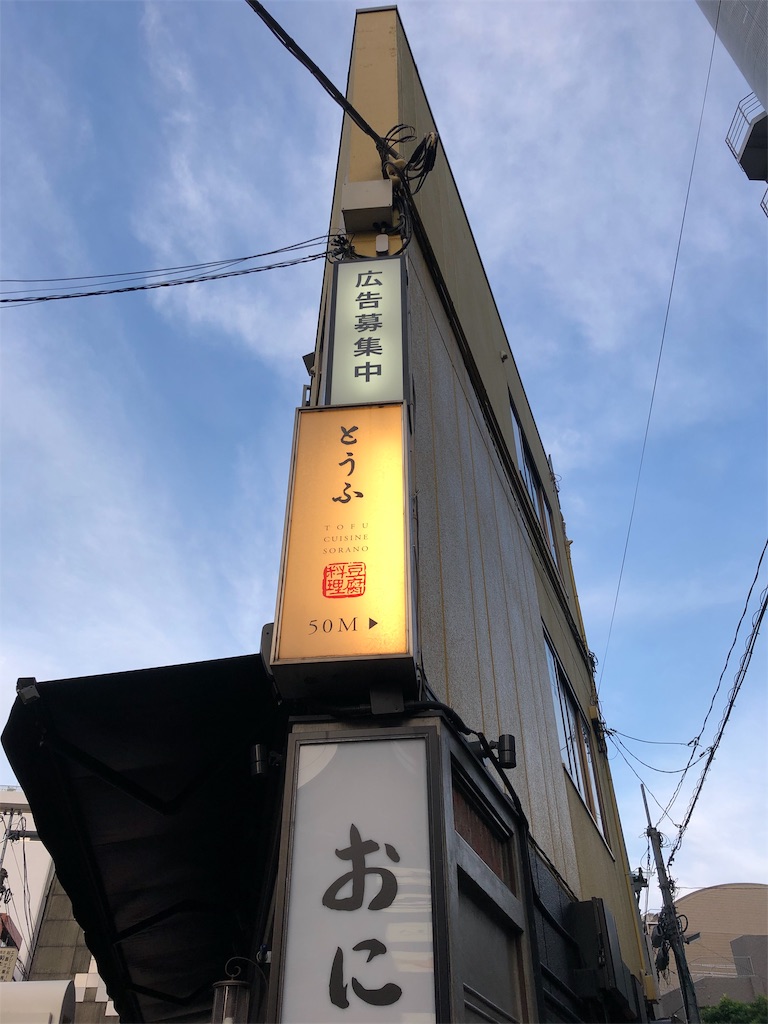 広告募集中
とうふ
TOFU
CUISINE
SORANO
豆腐
料理
50M ▶
おに